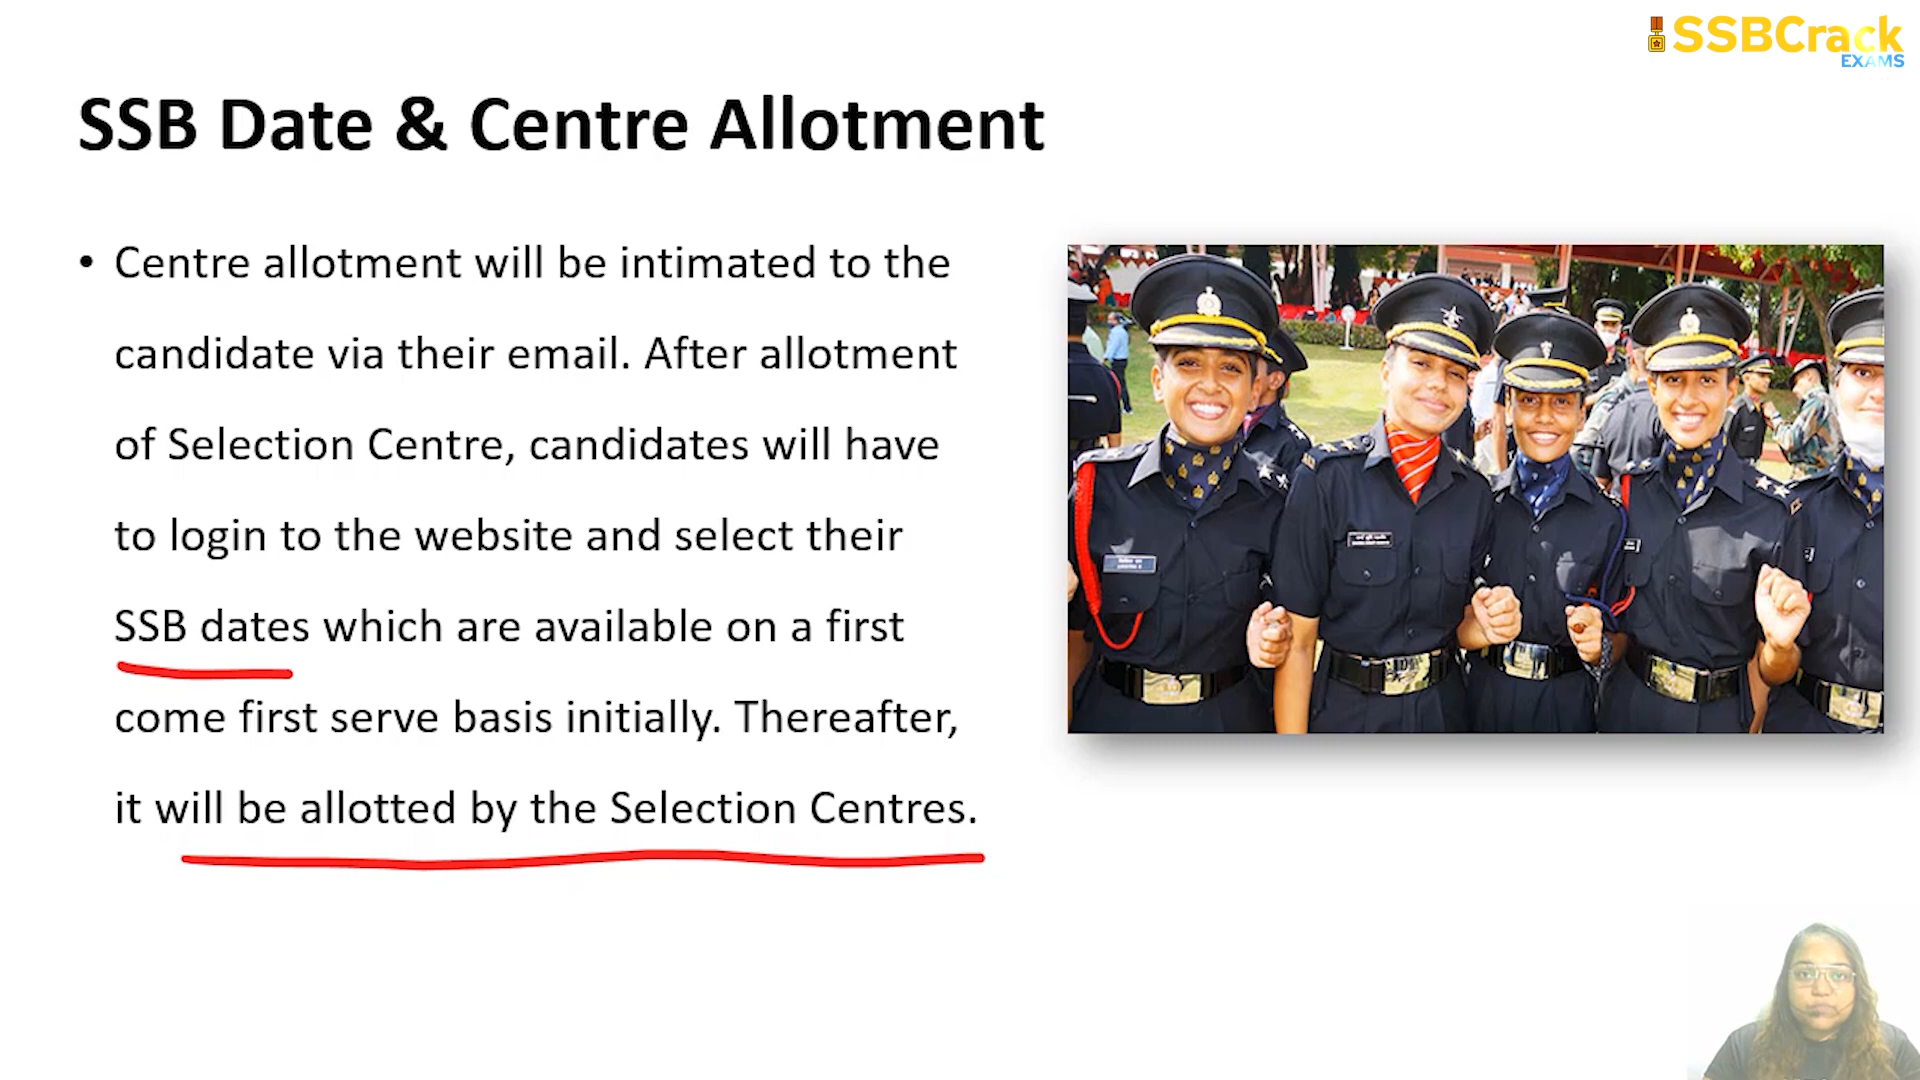 SSBCrack
EXAMS
SSB Date & Centre Allotment
• Centre allotment will be intimated to the
candidate via their email. After allotment
of Selection Centre, candidates will have
to login to the website and select their
SSB dates which are available on a first
come first serve basis initially. Thereafter,
it will be allotted by the Selection Centres.